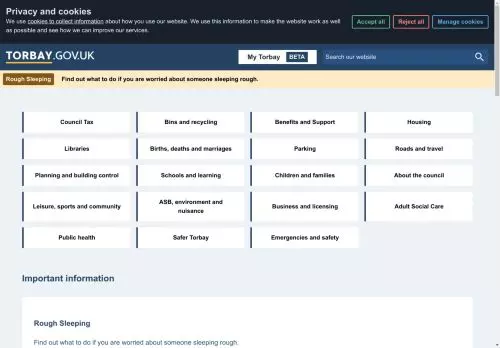 Privacy and cookies
We use cookies to collect information about how you use our website. We use this information to make the website work as
well as possible and see how we can improve our services.
Accept all
Reject all
Manage cookies
TORBAY.GOV.UK
My Torbay BETA
Search our website
Rough Sleeping Find out what to do if you are worried about someone sleeping rough.
Council Tax
Bins and recycling
Benefits and Support
Housing
Libraries
Births, deaths and marriages
Parking
Roads and travel
Planning and building control
Schools and learning
Children and families
About the council
Leisure, sports and community
ASB, environment and
nuisance
Business and licensing
Adult Social Care
Public health
Safer Torbay
Emergencies and safety
Important information
Rough Sleeping
Find out what to do if you are worried about someone sleeping rough.